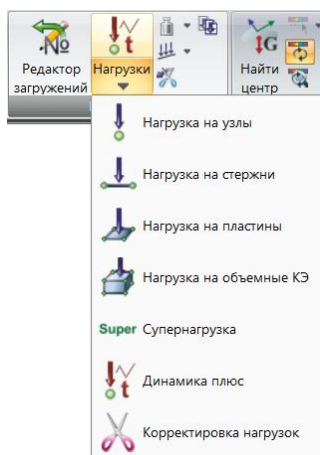 №
t
G
Редактор
загружений
Нагрузки
Найти
центр
Нагрузка на узлы
Нагрузка на стержни
Нагрузка на пластины
Нагрузка на объемные КЭ
Super Супернагрузка
t Динамика плюс
Корректировка нагрузок